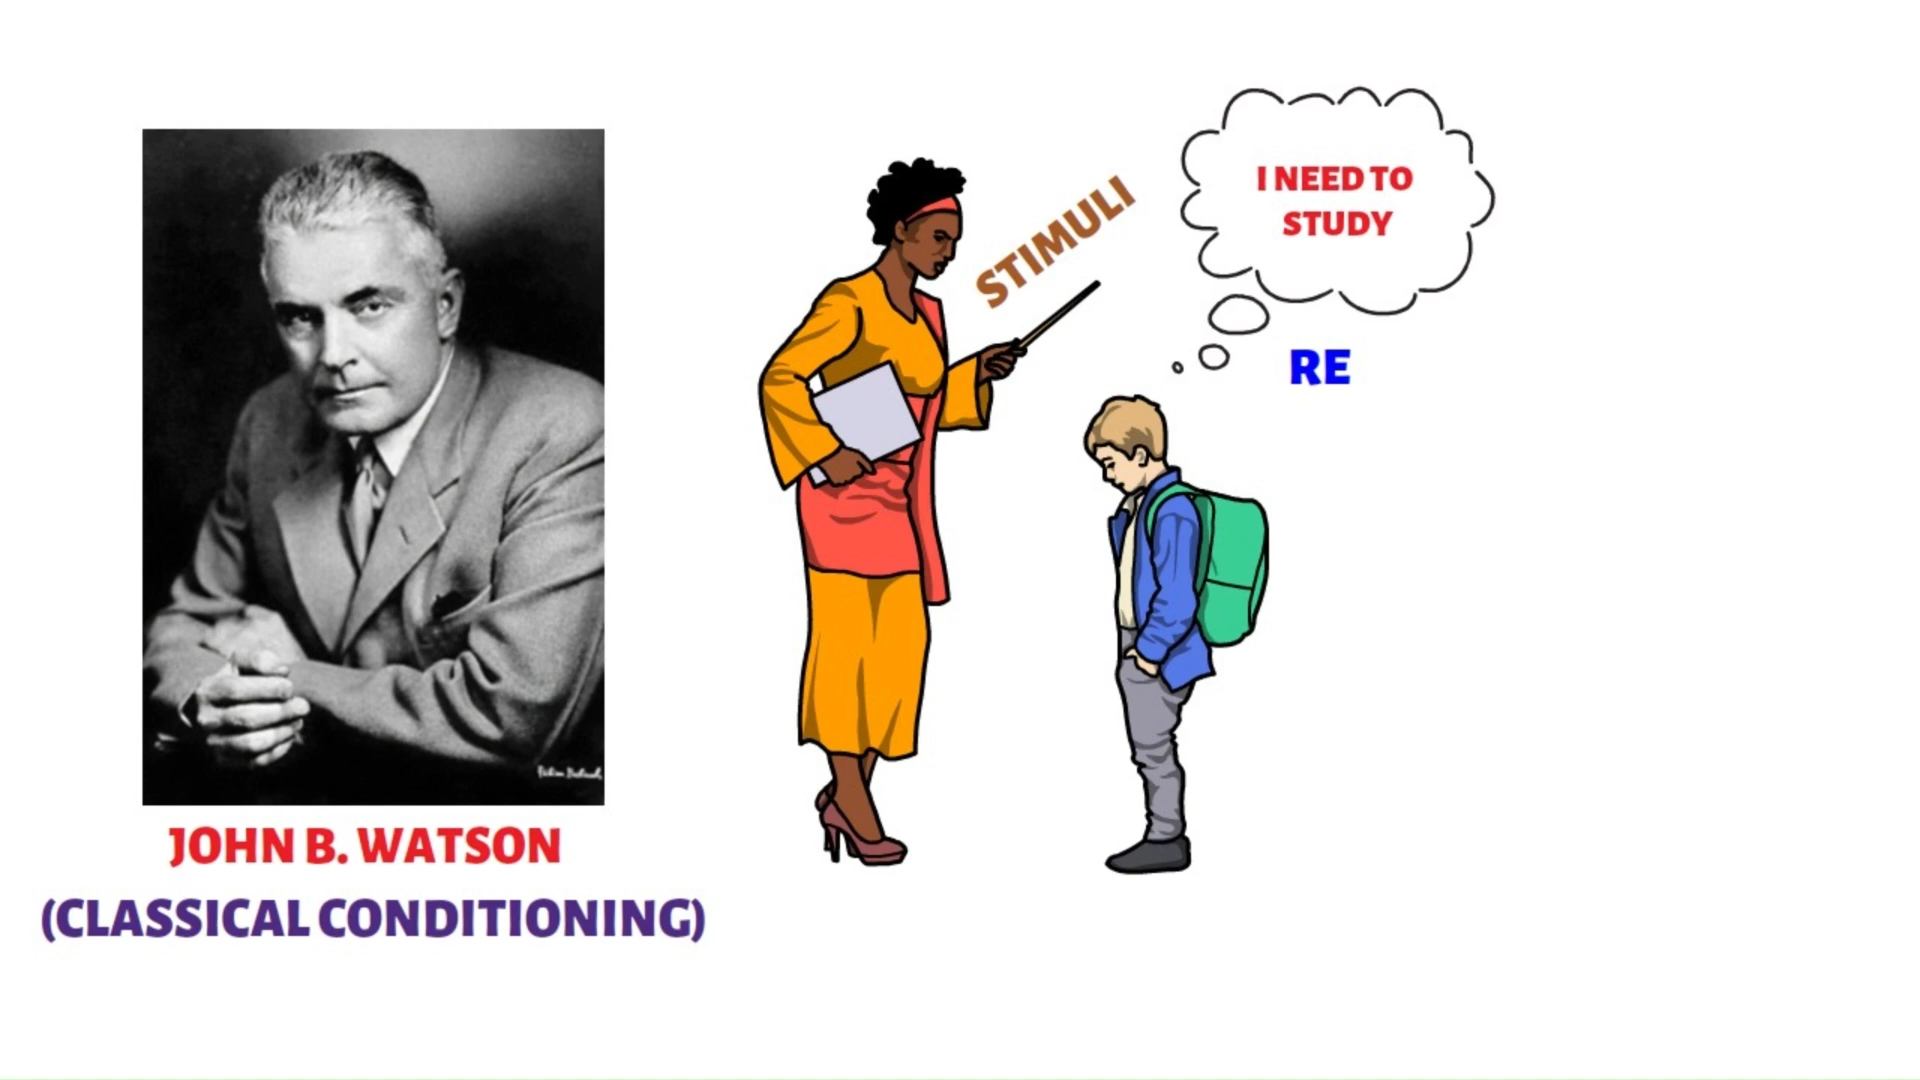 STIMULI
I NEED TO
STUDY
RE
JOHN B. WATSON
(CLASSICAL CONDITIONING)